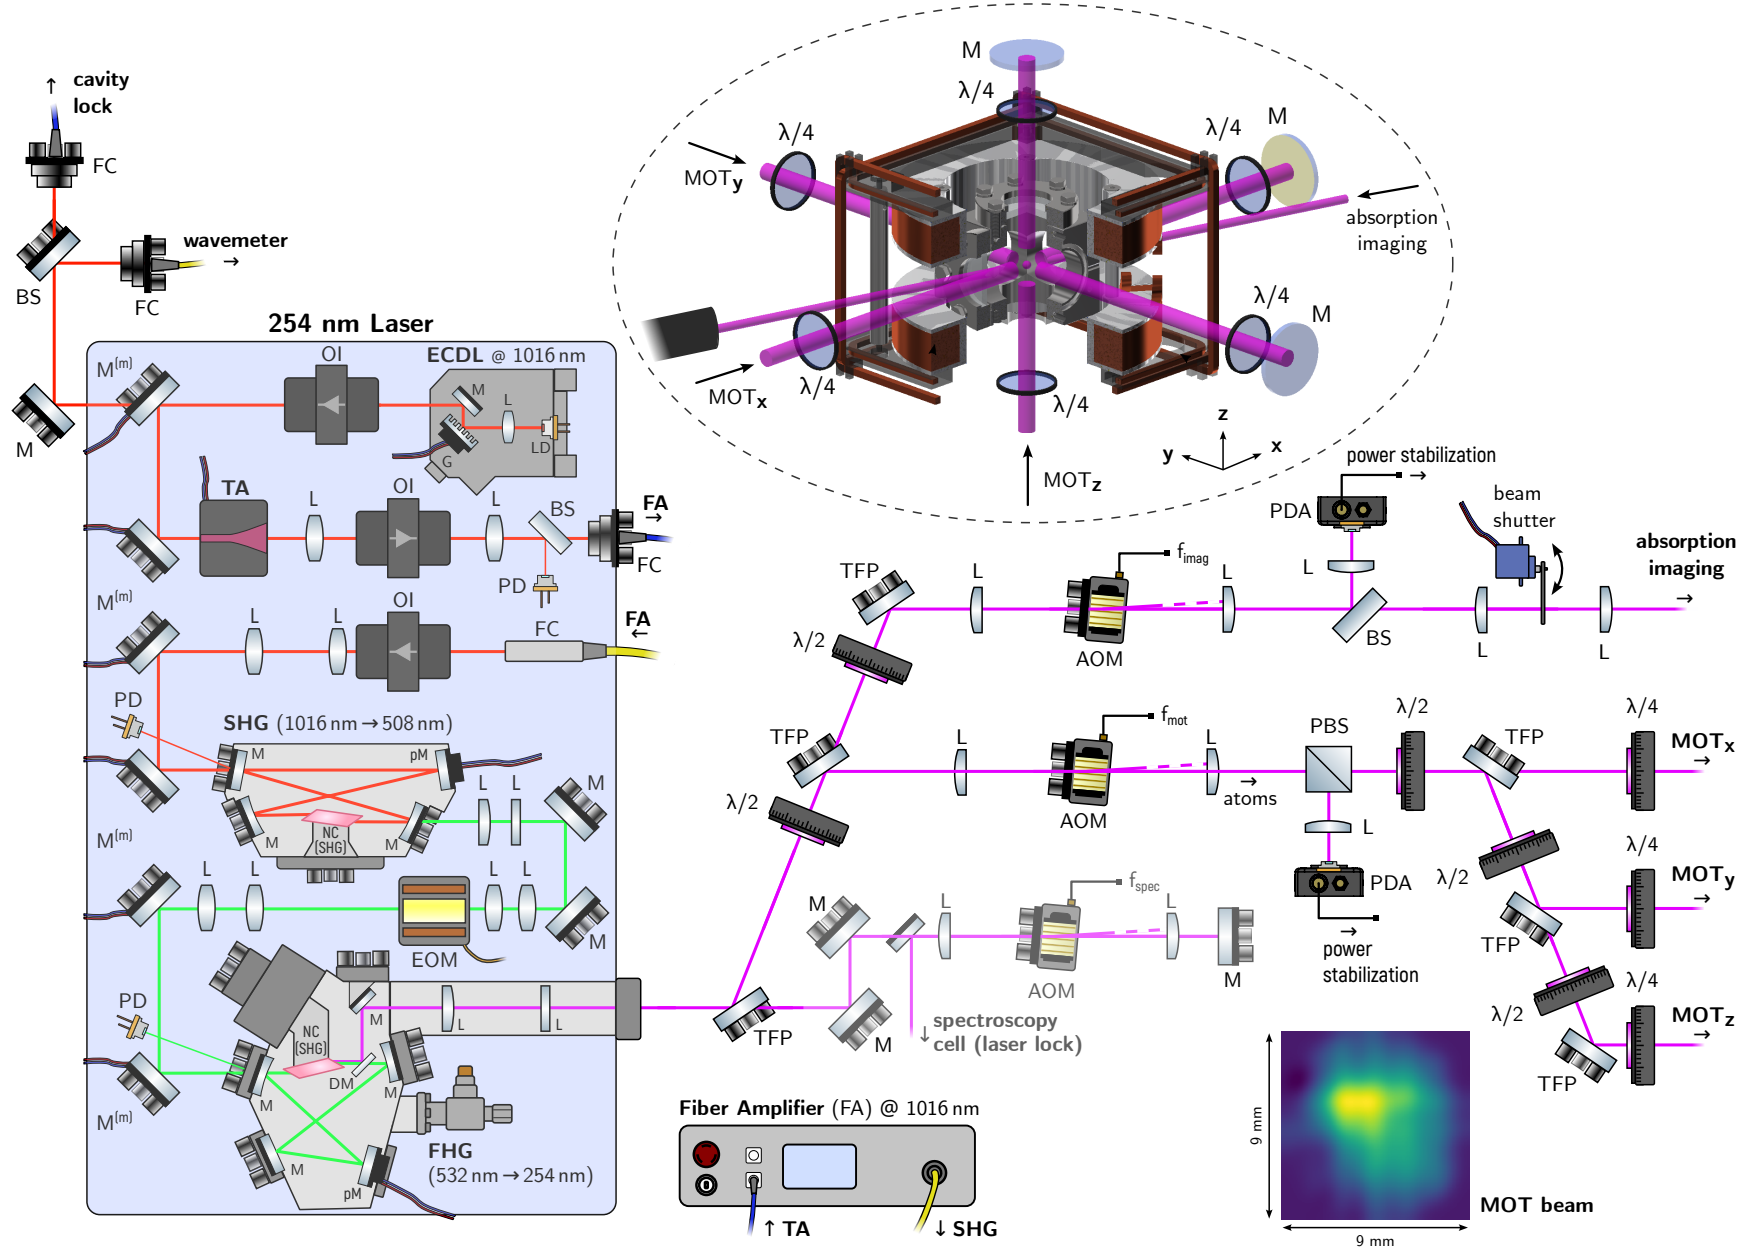 ↑ cavity
lock
FC
wavemeter
→
BS
FC
M
254 nm Laser
M(m)
OI
ECDL @ 1016 nm
M
L
LD
G
TA
L
OI
L
BS
FA
→
FC
PD
M(m)
L
L
OI
FC
FA
←
PD
SHG (1016 nm → 508 nm)
M
pM
M
NC
(SHG)
M
L
L
M
M(m)
L
L
EOM
L
L
M
PD
NC
(SHG)
M
L
L
DM
M
M
M(m)
M
pM
FHG
(532 nm → 254 nm)
M
λ/4
λ/4
λ/4
M
MOTy
absorption
imaging
λ/4
M
λ/4
MOTx
λ/4
MOTz
z
y
x
power stabilization
→
PDA
beam
shutter
absorption
imaging
→
TFP
L
fimag
L
L
λ/2
AOM
BS
L
L
TFP
L
fmot
L
→
atoms
PBS
λ/2
TFP
λ/4
MOTx
→
λ/2
AOM
L
PDA
→
power
stabilization
λ/2
λ/4
MOTy
→
TFP
M
L
fspec
L
AOM
M
TFP
M
↓ spectroscopy
cell (laser lock)
λ/2
λ/4
MOTz
→
TFP
Fiber Amplifier (FA) @ 1016 nm
↑ TA
↓ SHG
9 mm
9 mm
MOT beam